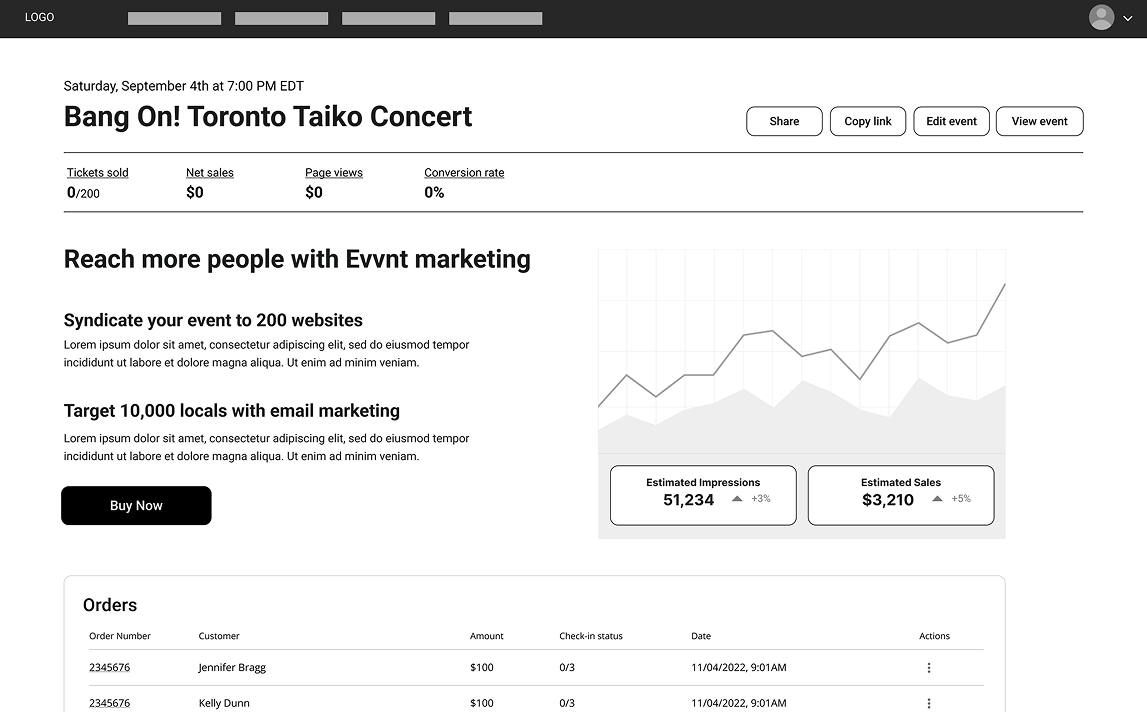 LOGO
Saturday, September 4th at 7:00 PM EDT
Bang On! Toronto Taiko Concert
Share
Copy link
Edit event
View event
Tickets sold
Net sales
Page views
Conversion rate
0/200
$0
$0
0%
Reach more people with Evvnt marketing
Syndicate your event to 200 websites
Lorem ipsum dolor sit amet, consectetur adipiscing elit, sed do eiusmod tempor
incididunt ut labore et dolore magna aliqua. Ut enim ad minim veniam.
Target 10,000 locals with email marketing
Lorem ipsum dolor sit amet, consectetur adipiscing elit, sed do eiusmod tempor
incididunt ut labore et dolore magna aliqua. Ut enim ad minim veniam.
Buy Now
Estimated Impressions
51,234 +3%
Estimated Sales
$3,210 +5%
Orders
Order Number Customer Amount Check-in status Date Actions
2345676 Jennifer Bragg $100 0/3 11/04/2022, 9:01AM
2345676 Kelly Dunn $100 0/3 11/04/2022, 9:01AM